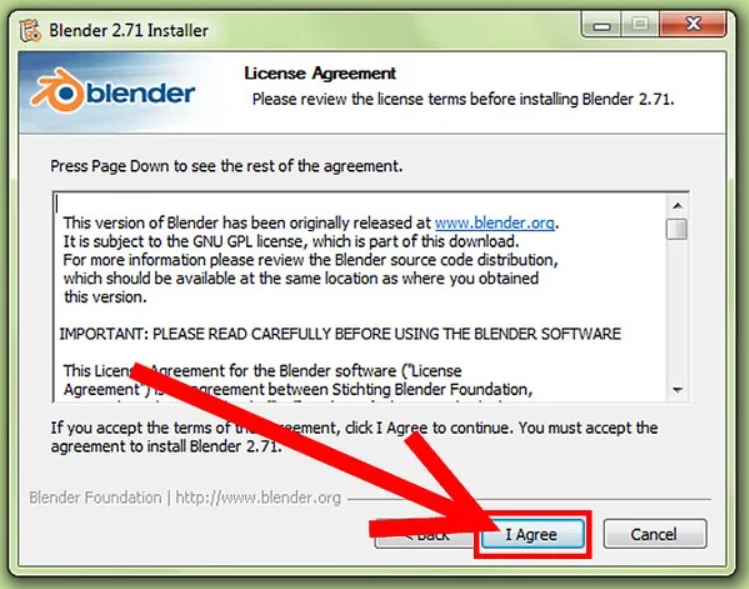 Blender 2.71 Installer
blender
License Agreement
Please review the license terms before installing Blender 2.71.
Press Page Down to see the rest of the agreement.
This version of Blender has been originally released at www.blender.org.
It is subject to the GNU GPL license, which is part of this download.
For more information please review the Blender source code distribution,
which should be available at the same location as where you obtained
this version.
IMPORTANT: PLEASE READ CAREFULLY BEFORE USING THE BLENDER SOFTWARE
This License Agreement for the Blender software ("License
Agreement") is agreement between Stichting Blender Foundation,
If you accept the terms of the agreement, click I Agree to continue. You must accept the
agreement to install Blender 2.71.
Blender Foundation | http://www.blender.org
< Back
I Agree
Cancel